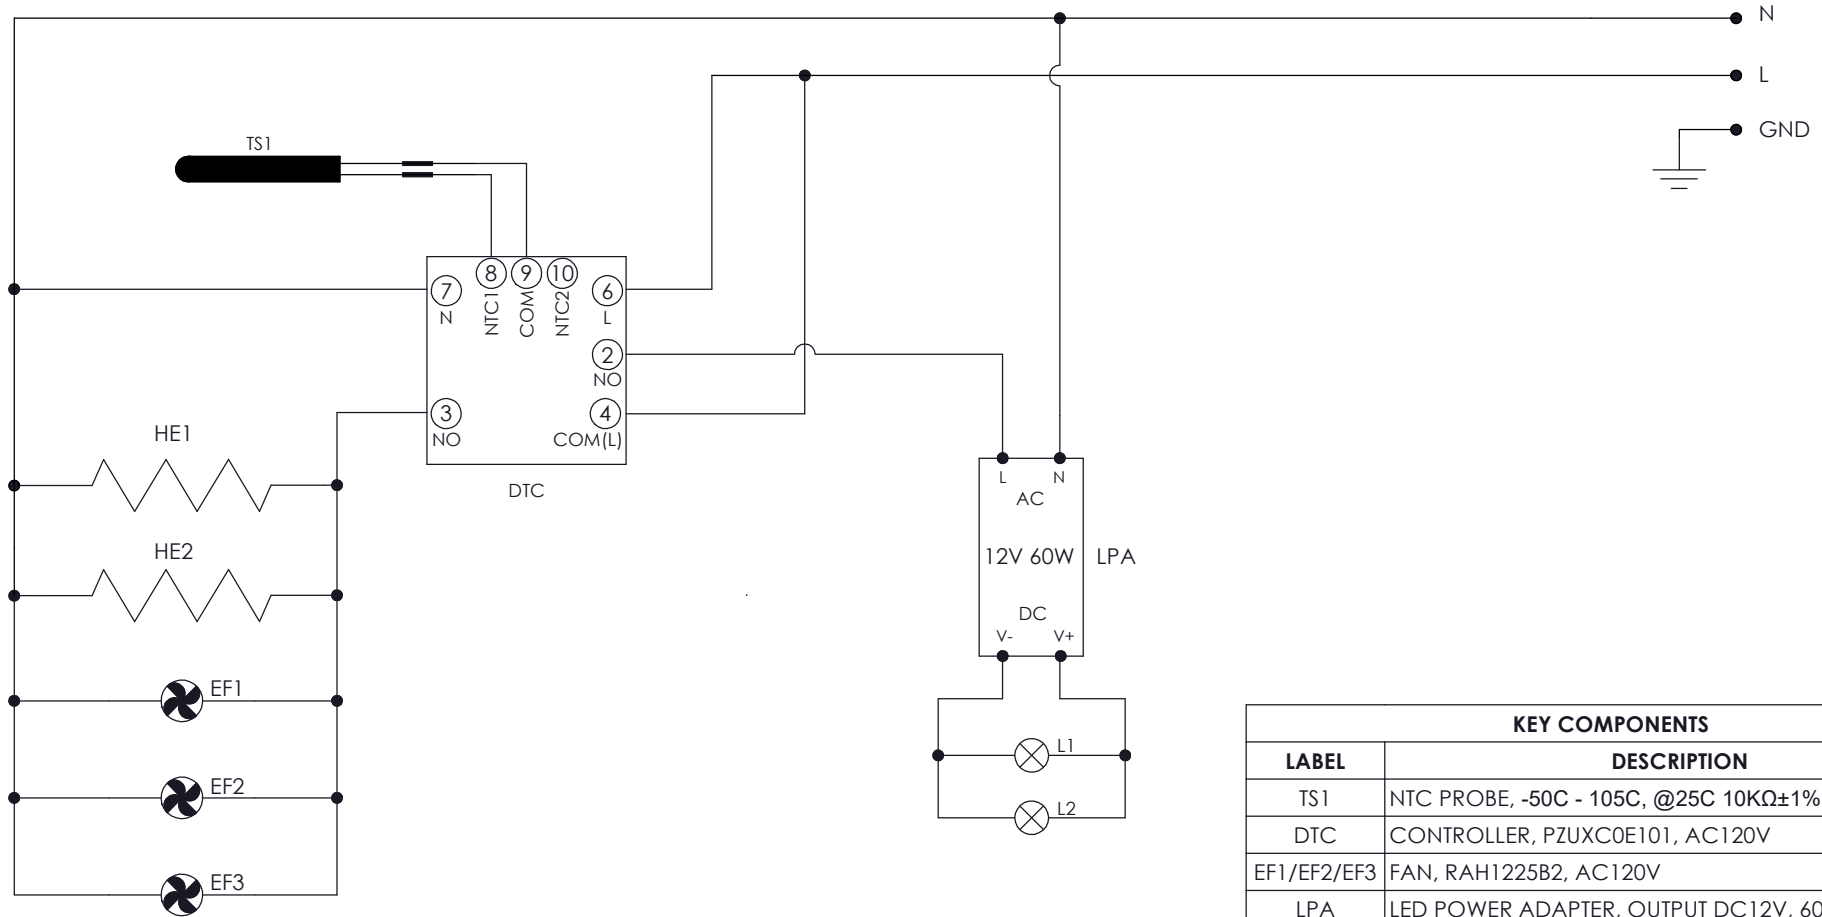 N
L
GND
TS1
8
9
10
7
6
N
NTC1
COM
NTC2
L
2
NO
3
4
NO
COM(L)
DTC
HE1
HE2
EF1
EF2
EF3
L
N
AC
12V 60W
LPA
DC
V-
V+
L1
L2
KEY COMPONENTS
LABEL
DESCRIPTION
TS1
NTC PROBE, -50C - 105C, @25C 10KΩ±1%
DTC
CONTROLLER, PZUXC0E101, AC120V
EF1/EF2/EF3
FAN, RAH1225B2, AC120V
LPA
LED POWER ADAPTER, OUTPUT DC12V, 60